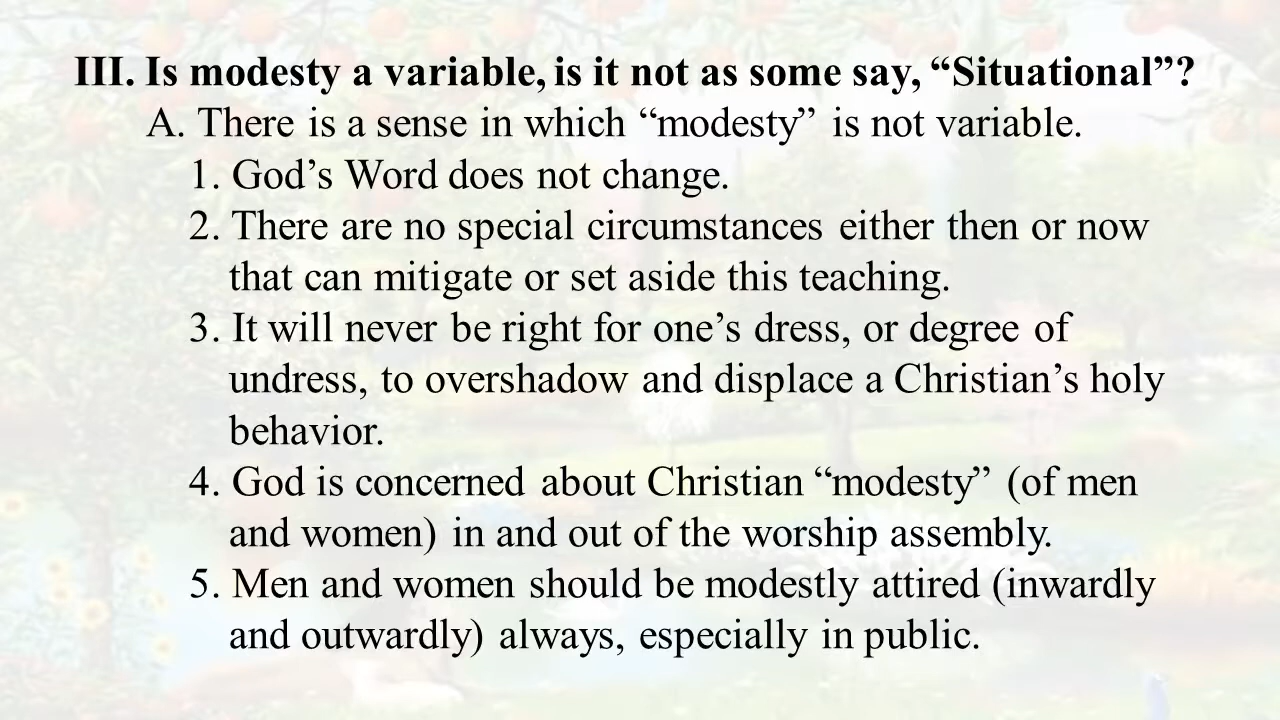 III. Is modesty a variable, is it not as some say, “Situational”?
A. There is a sense in which “modesty” is not variable.
1. God’s Word does not change.
2. There are no special circumstances either then or now
that can mitigate or set aside this teaching.
3. It will never be right for one’s dress, or degree of
undress, to overshadow and displace a Christian’s holy
behavior.
4. God is concerned about Christian “modesty” (of men
and women) in and out of the worship assembly.
5. Men and women should be modestly attired (inwardly
and outwardly) always, especially in public.